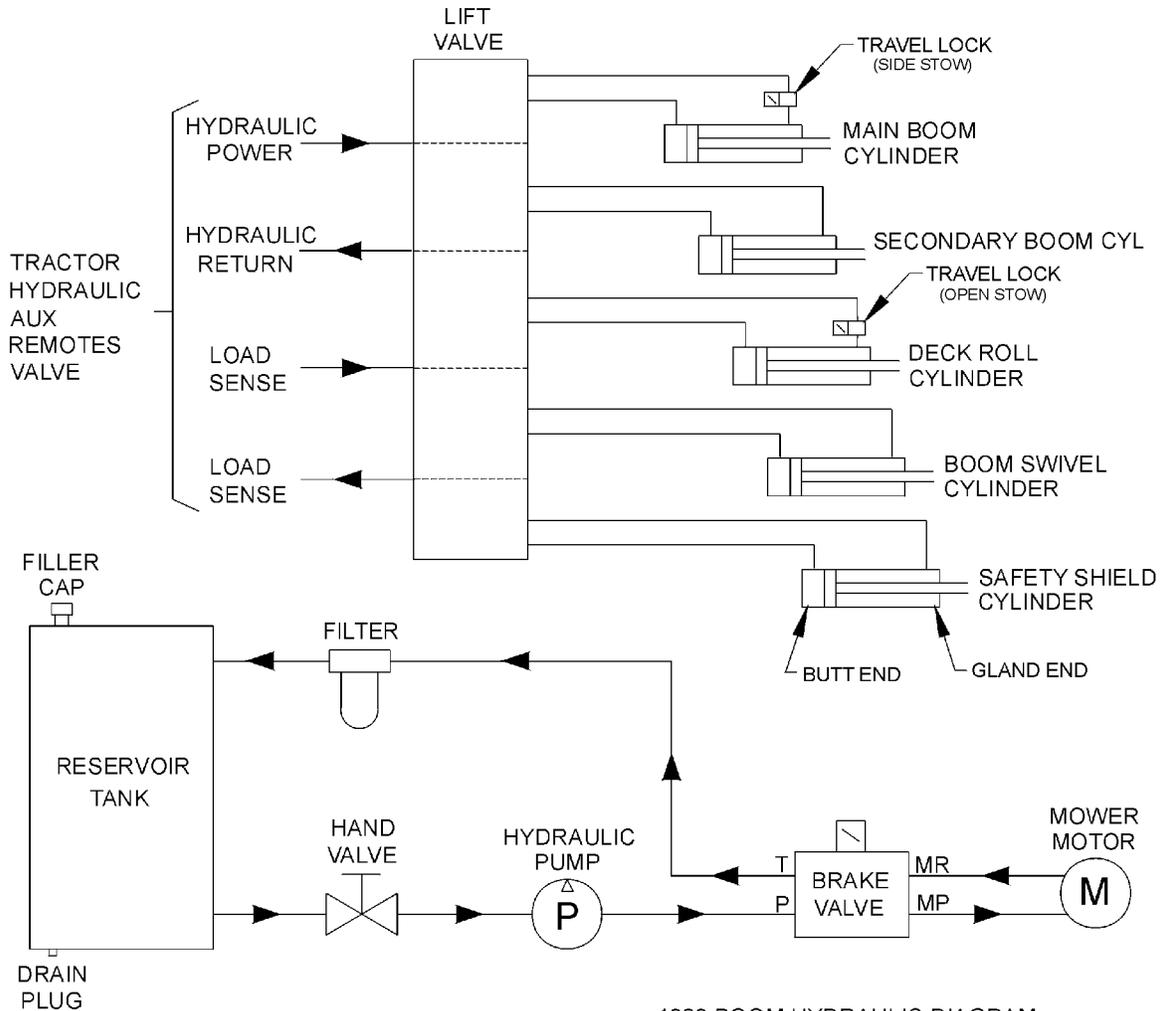 LIFT
VALVE
TRAVEL LOCK
(SIDE STOW)
HYDRAULIC
POWER
MAIN BOOM
CYLINDER
HYDRAULIC
RETURN
SECONDARY BOOM CYL
TRACTOR
HYDRAULIC
AUX
REMOTES
VALVE
TRAVEL LOCK
(OPEN STOW)
LOAD
SENSE
DECK ROLL
CYLINDER
LOAD
SENSE
BOOM SWIVEL
CYLINDER
FILLER
CAP
SAFETY SHIELD
CYLINDER
FILTER
BUTT END
GLAND END
RESERVOIR
TANK
HAND
VALVE
HYDRAULIC
PUMP
P
MOWER
MOTOR
T
P
BRAKE
VALVE
MR
MP
M
DRAIN
PLUG
BOOM HYDRAULIC DIAGRAM